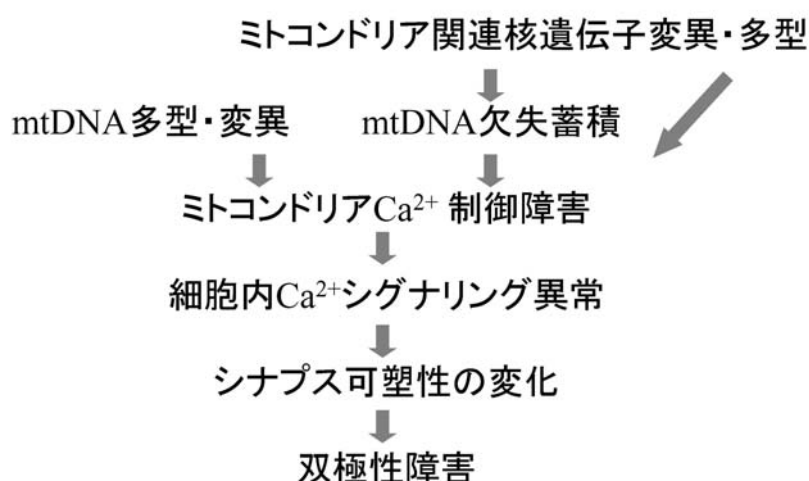 ミトコンドリア関連核遺伝子変異・多型
mtDNA多型・変異
mtDNA欠失蓄積
ミトコンドリアCa²⁺ 制御障害
細胞内Ca²⁺シグナリング異常
シナプス可塑性の変化
双極性障害